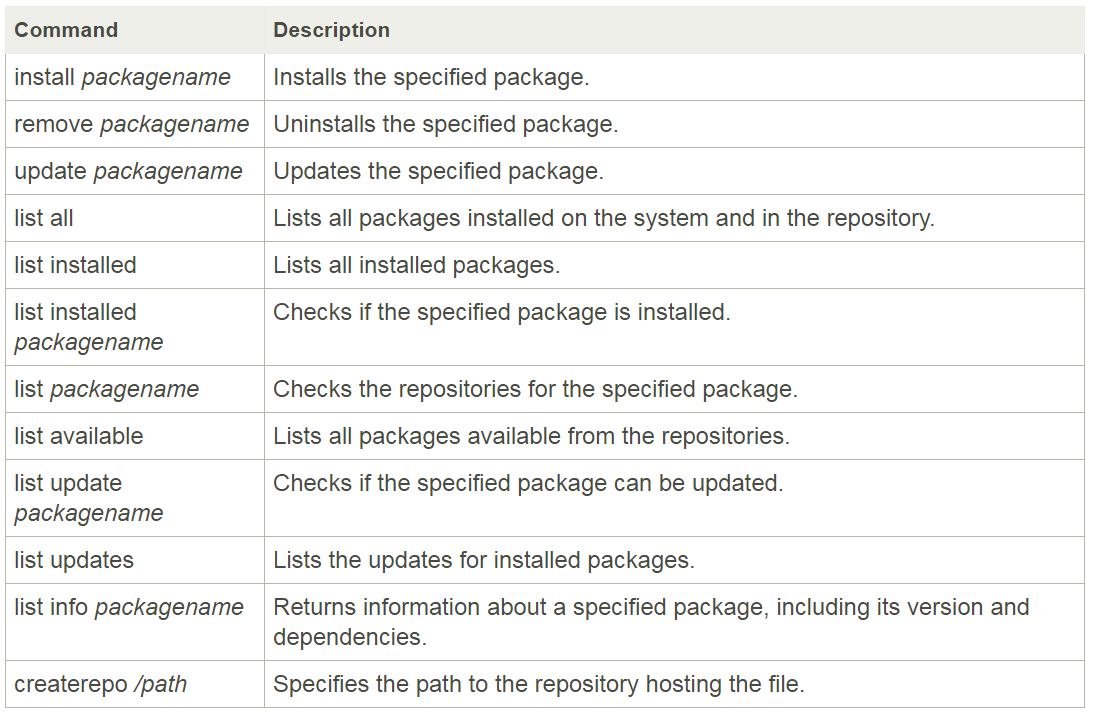 Command Description
install packagename Installs the specified package.
remove packagename Uninstalls the specified package.
update packagename Updates the specified package.
list all Lists all packages installed on the system and in the repository.
list installed Lists all installed packages.
list installed Checks if the specified package is installed.
packagename
list packagename Checks the repositories for the specified package.
list available Lists all packages available from the repositories.
list update Checks if the specified package can be updated.
packagename
list updates Lists the updates for installed packages.
list info packagename Returns information about a specified package, including its version and
dependencies.
createrepo /path Specifies the path to the repository hosting the file.